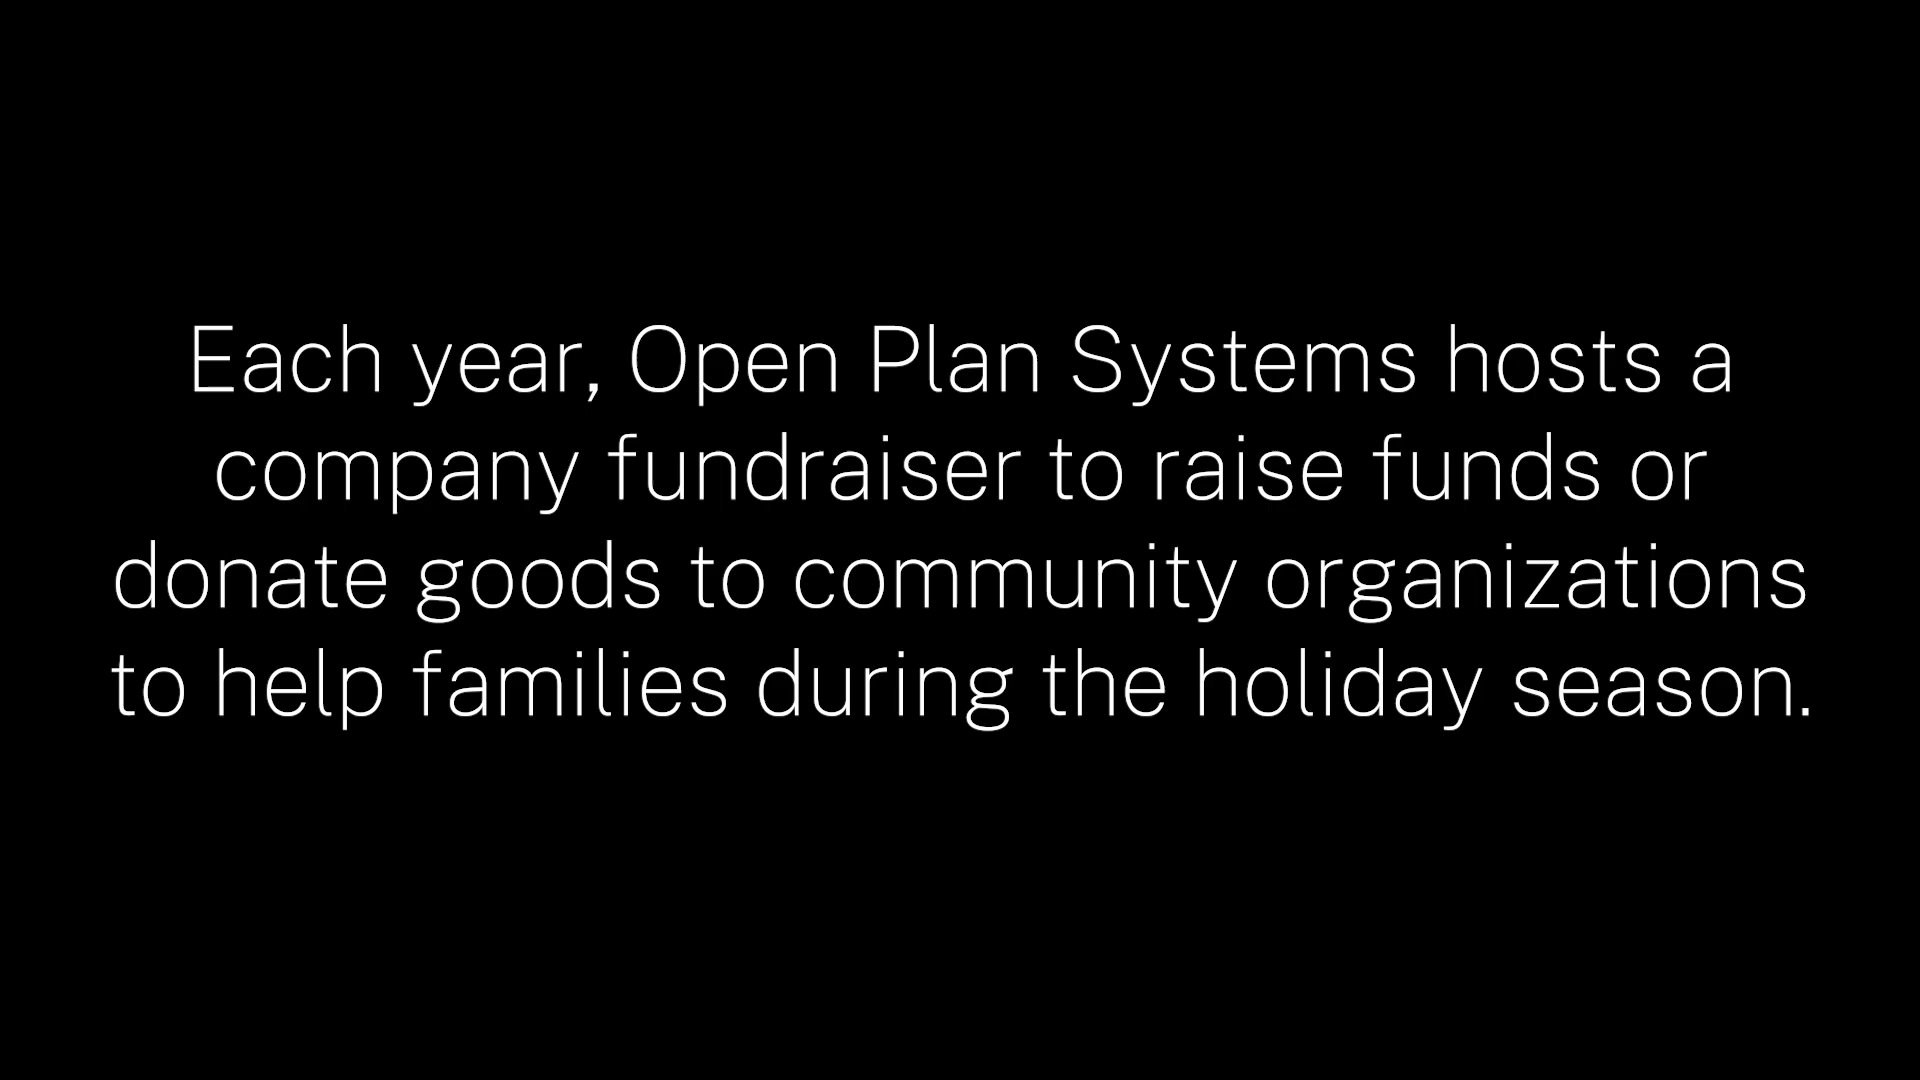 Each year, Open Plan Systems hosts a
company fundraiser to raise funds or
donate goods to community organizations
to help families during the holiday season.